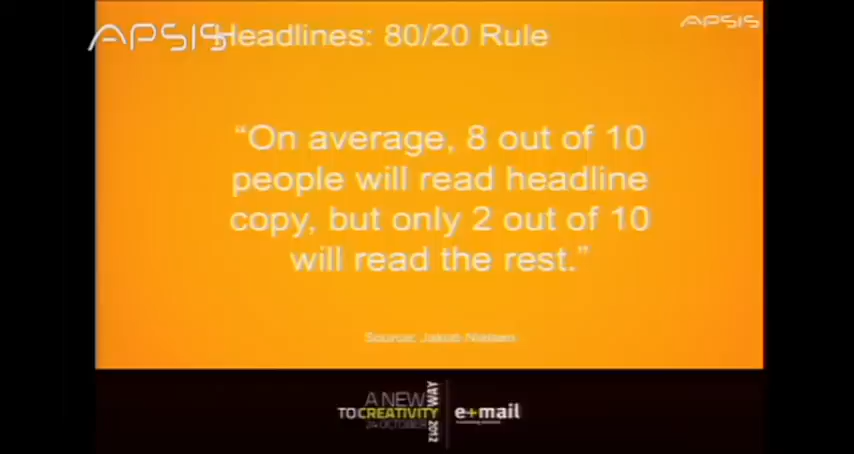 APSIS
Headlines: 80/20 Rule
APSIS
“On average, 8 out of 10
people will read headline
copy, but only 2 out of 10
will read the rest.”
Source: Jakob Nielsen
A NEW WAY
TO CREATIVITY
24 OCTOBER 2012
e+mail